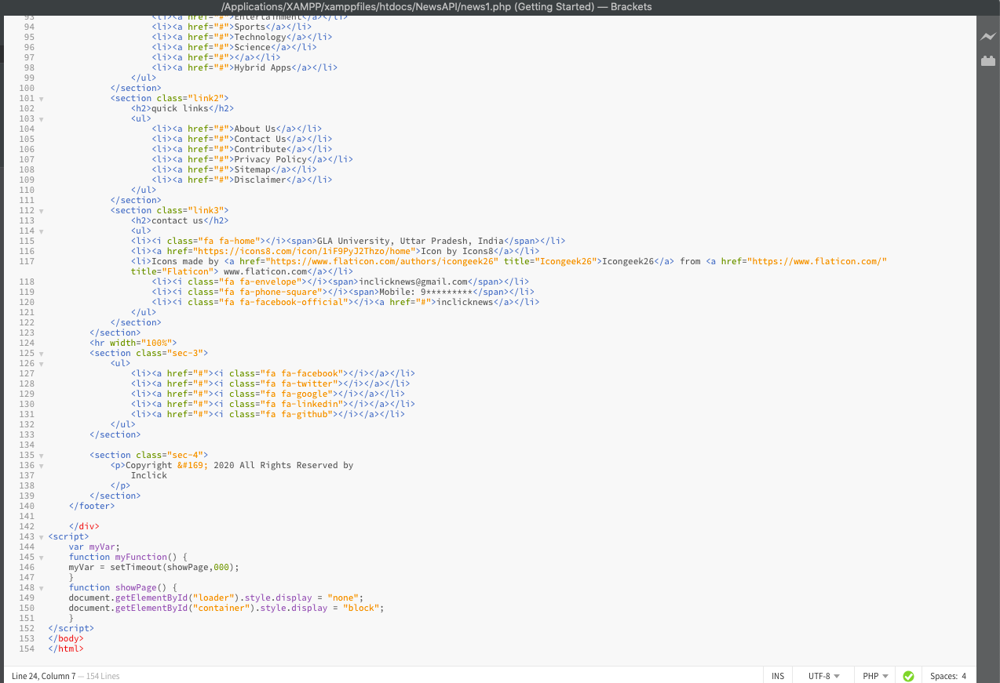 /Applications/XAMPP/xamppfiles/htdocs/NewsAPI/news1.php (Getting Started) — Brackets
93 <li><a href="#">Entertainment</a></li>
94 <li><a href="#">Sports</a></li>
95 <li><a href="#">Technology</a></li>
96 <li><a href="#">Science</a></li>
97 <li><a href="#"></a></li>
98 <li><a href="#">Hybrid Apps</a></li>
99 </ul>
100 </section>
101 <section class="link2">
102 <h2>quick links</h2>
103 <ul>
104 <li><a href="#">About Us</a></li>
105 <li><a href="#">Contact Us</a></li>
106 <li><a href="#">Contribute</a></li>
107 <li><a href="#">Privacy Policy</a></li>
108 <li><a href="#">Sitemap</a></li>
109 <li><a href="#">Disclaimer</a></li>
110 </ul>
111 </section>
112 <section class="link3">
113 <h2>contact us</h2>
114 <ul>
115 <li><i class="fa fa-home"></i><span>GLA University, Uttar Pradesh, India</span></li>
116 <li><a href="https://icons8.com/icon/1iF9PyJ2Thzo/home">Icon by Icons8</a></li>
117 <li>Icons made by <a href="https://www.flaticon.com/authors/icongeek26" title="Icongeek26">Icongeek26</a> from <a href="https://www.flaticon.com/"
title="Flaticon"> www.flaticon.com</a></li>
118 <li><i class="fa fa-envelope"></i><span>inclicknews@gmail.com</span></li>
119 <li><i class="fa fa-phone-square"></i><span>Mobile: 9*********</span></li>
120 <li><i class="fa fa-facebook-official"></i><a href="#">inclicknews</a></li>
121 </ul>
122 </section>
123 </section>
124 <hr width="100%">
125 <section class="sec-3">
126 <ul>
127 <li><a href="#"><i class="fa fa-facebook"></i></a></li>
128 <li><a href="#"><i class="fa fa-twitter"></i></a></li>
129 <li><a href="#"><i class="fa fa-google"></i></a></li>
130 <li><a href="#"><i class="fa fa-linkedin"></i></a></li>
131 <li><a href="#"><i class="fa fa-github"></i></a></li>
132 </ul>
133 </section>
134
135 <section class="sec-4">
136 <p>Copyright &#169; 2020 All Rights Reserved by
137 Inclick
138 </p>
139 </section>
140 </footer>
141
142 </div>
143 <script>
144 var myVar;
145 function myFunction() {
146 myVar = setTimeout(showPage,000);
147 }
148 function showPage() {
149 document.getElementById("loader").style.display = "none";
150 document.getElementById("container").style.display = "block";
151 }
152 </script>
153 </body>
154 </html>
Line 24, Column 7 — 154 Lines INS UTF-8 PHP Spaces: 4